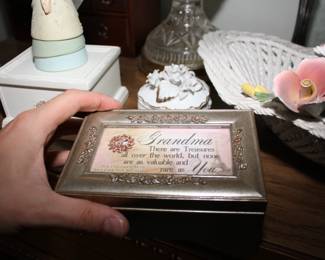 Grandma
There are Treasures
all over the world, but none
are as valuable and
rare as You